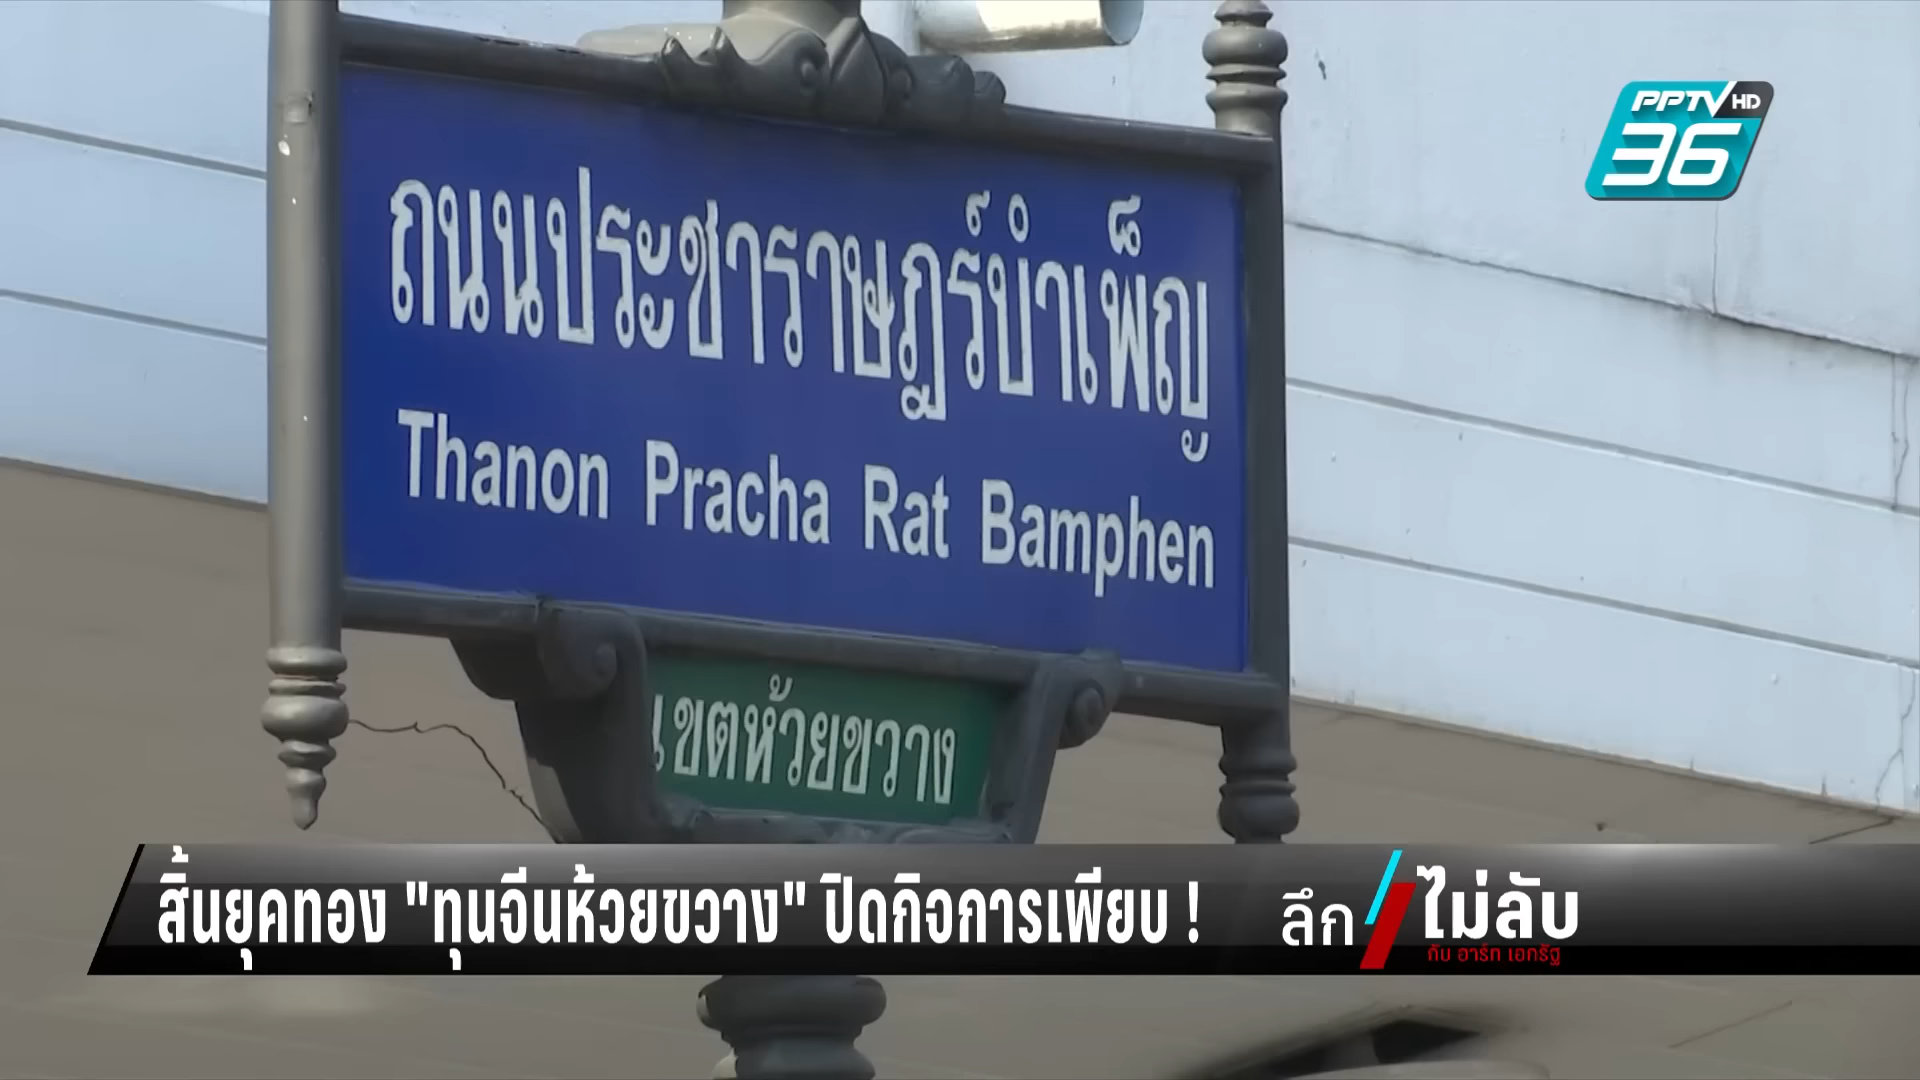 PPTV HD
36
ถนนประชาราษฎร์บำเพ็ญ
Thanon Pracha Rat Bamphen
เขตห้วยขวาง
สิ้นยุคทอง "ทุนจีนห้วยขวาง" ปิดกิจการเพียบ !
ลึก ไม่ลับ
กับ อาร์ท เอกรัฐ